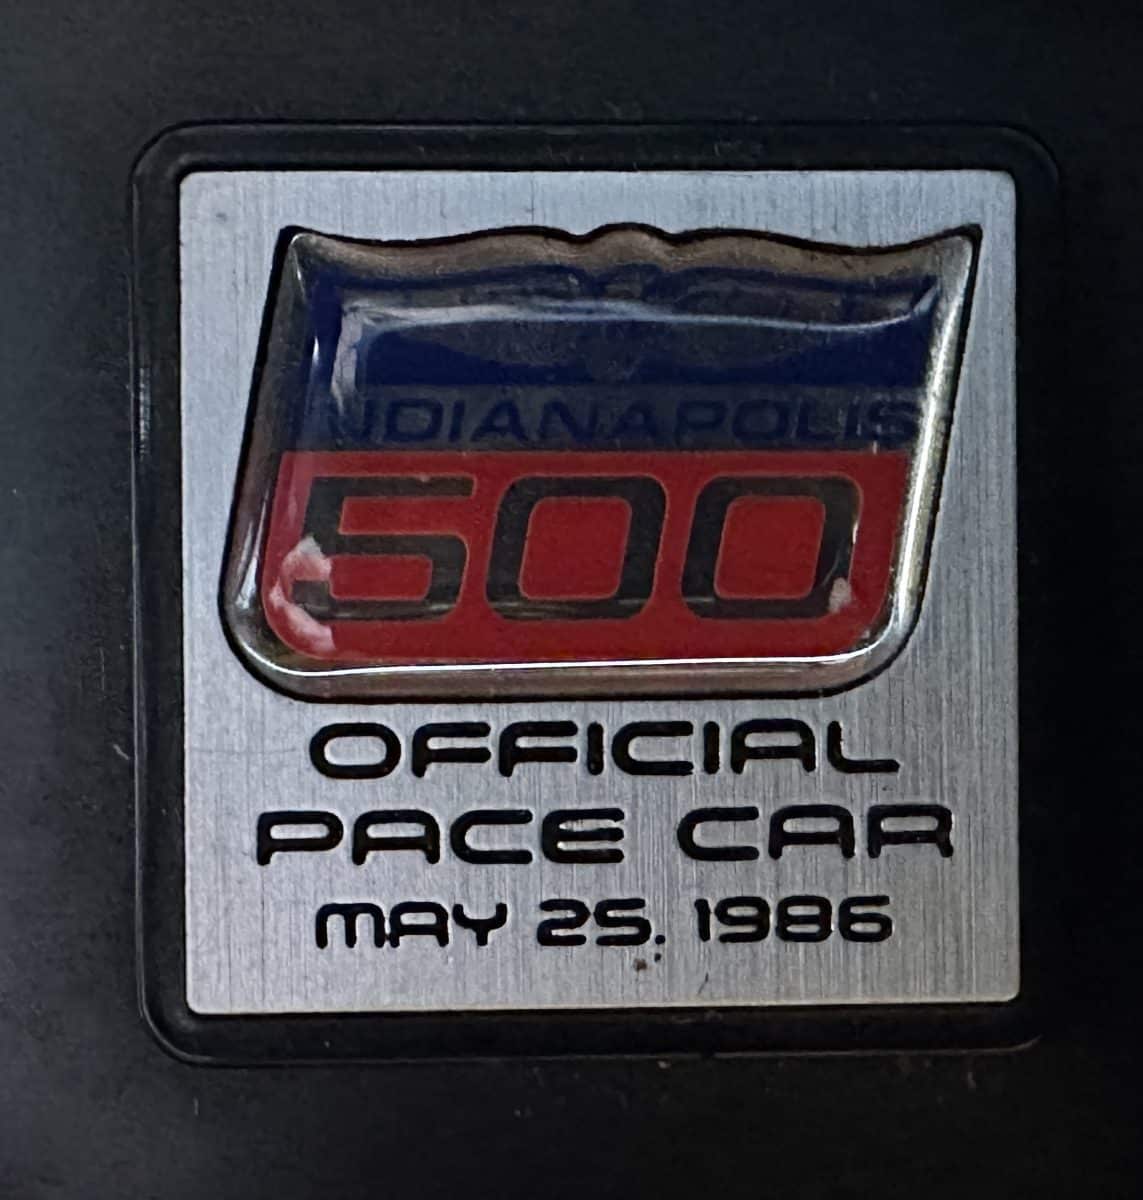 INDIANAPOLIS
500
OFFICIAL
PACE CAR
MAY 25, 1986